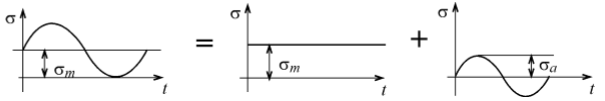 σ = σ + σ
σₘ σₘ σₐ
t t t